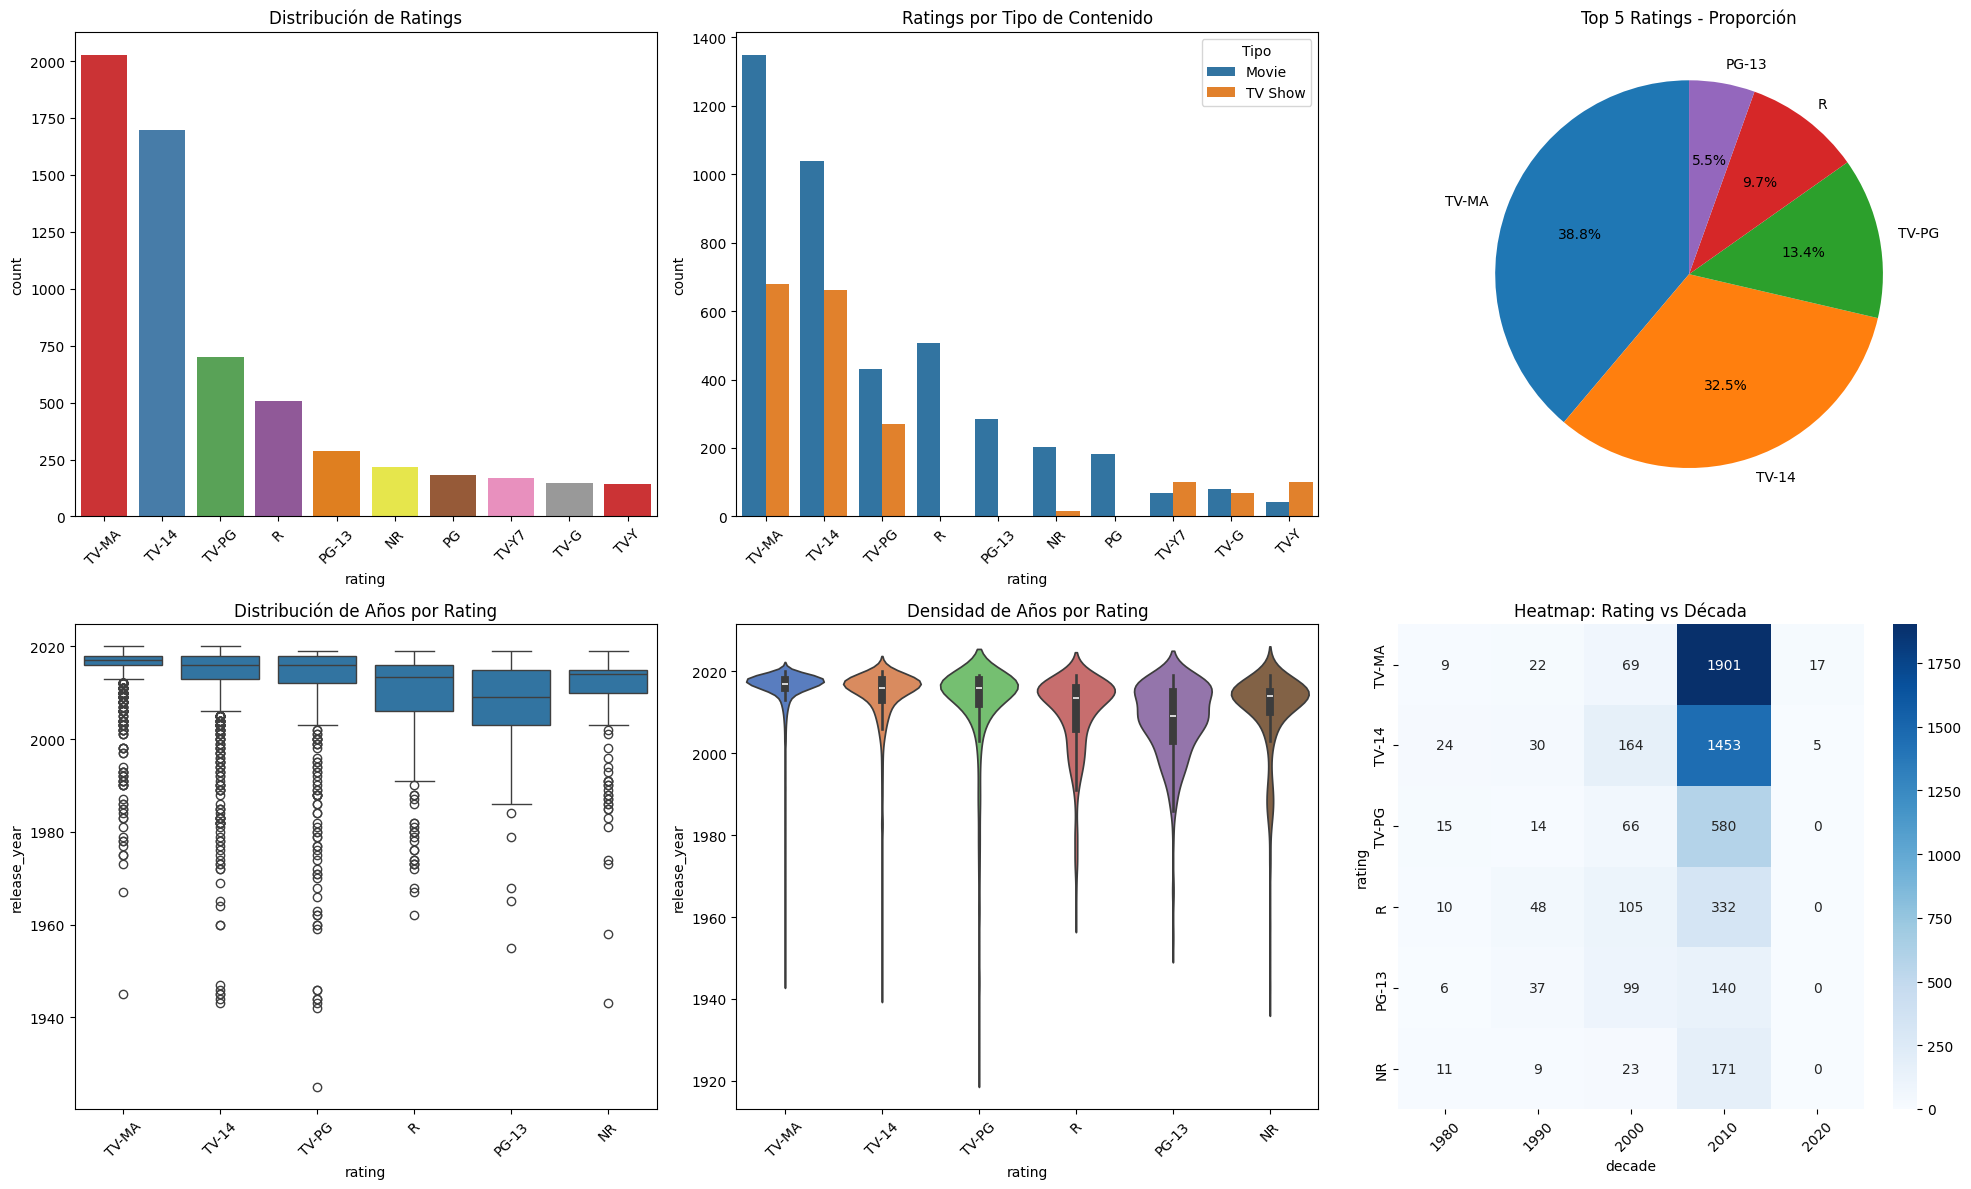 Distribución de Ratings
2000
1750
1500
1250
1000
750
500
250
0
count
TV-MA
TV-14
TV-PG
R
PG-13
NR
PG
TV-Y7
TV-G
TV-Y
rating
Ratings por Tipo de Contenido
Tipo
Movie
TV Show
1400
1200
1000
800
600
400
200
0
count
TV-MA
TV-14
TV-PG
R
PG-13
NR
PG
TV-Y7
TV-G
TV-Y
rating
Top 5 Ratings - Proporción
PG-13
R
TV-PG
TV-14
TV-MA
5.5%
9.7%
13.4%
32.5%
38.8%
Distribución de Años por Rating
2020
2000
1980
1960
1940
release_year
TV-MA
TV-14
TV-PG
R
PG-13
NR
rating
Densidad de Años por Rating
2020
2000
1980
1960
1940
1920
release_year
TV-MA
TV-14
TV-PG
R
PG-13
NR
rating
Heatmap: Rating vs Década
rating
TV-MA 9 22 69 1901 17
TV-14 24 30 164 1453 5
TV-PG 15 14 66 580 0
R 10 48 105 332 0
PG-13 6 37 99 140 0
NR 11 9 23 171 0
1980 1990 2000 2010 2020
decade
1750
1500
1250
1000
750
500
250
0